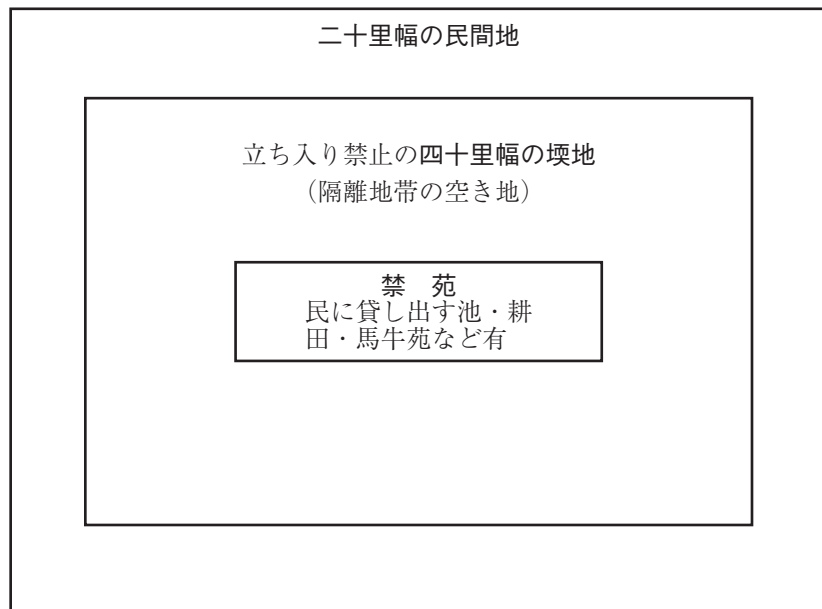 二十里幅の民間地
立ち入り禁止の四十里幅の堧地
（隔離地帯の空き地）
禁　苑
民に貸し出す池・耕
田・馬牛苑など有